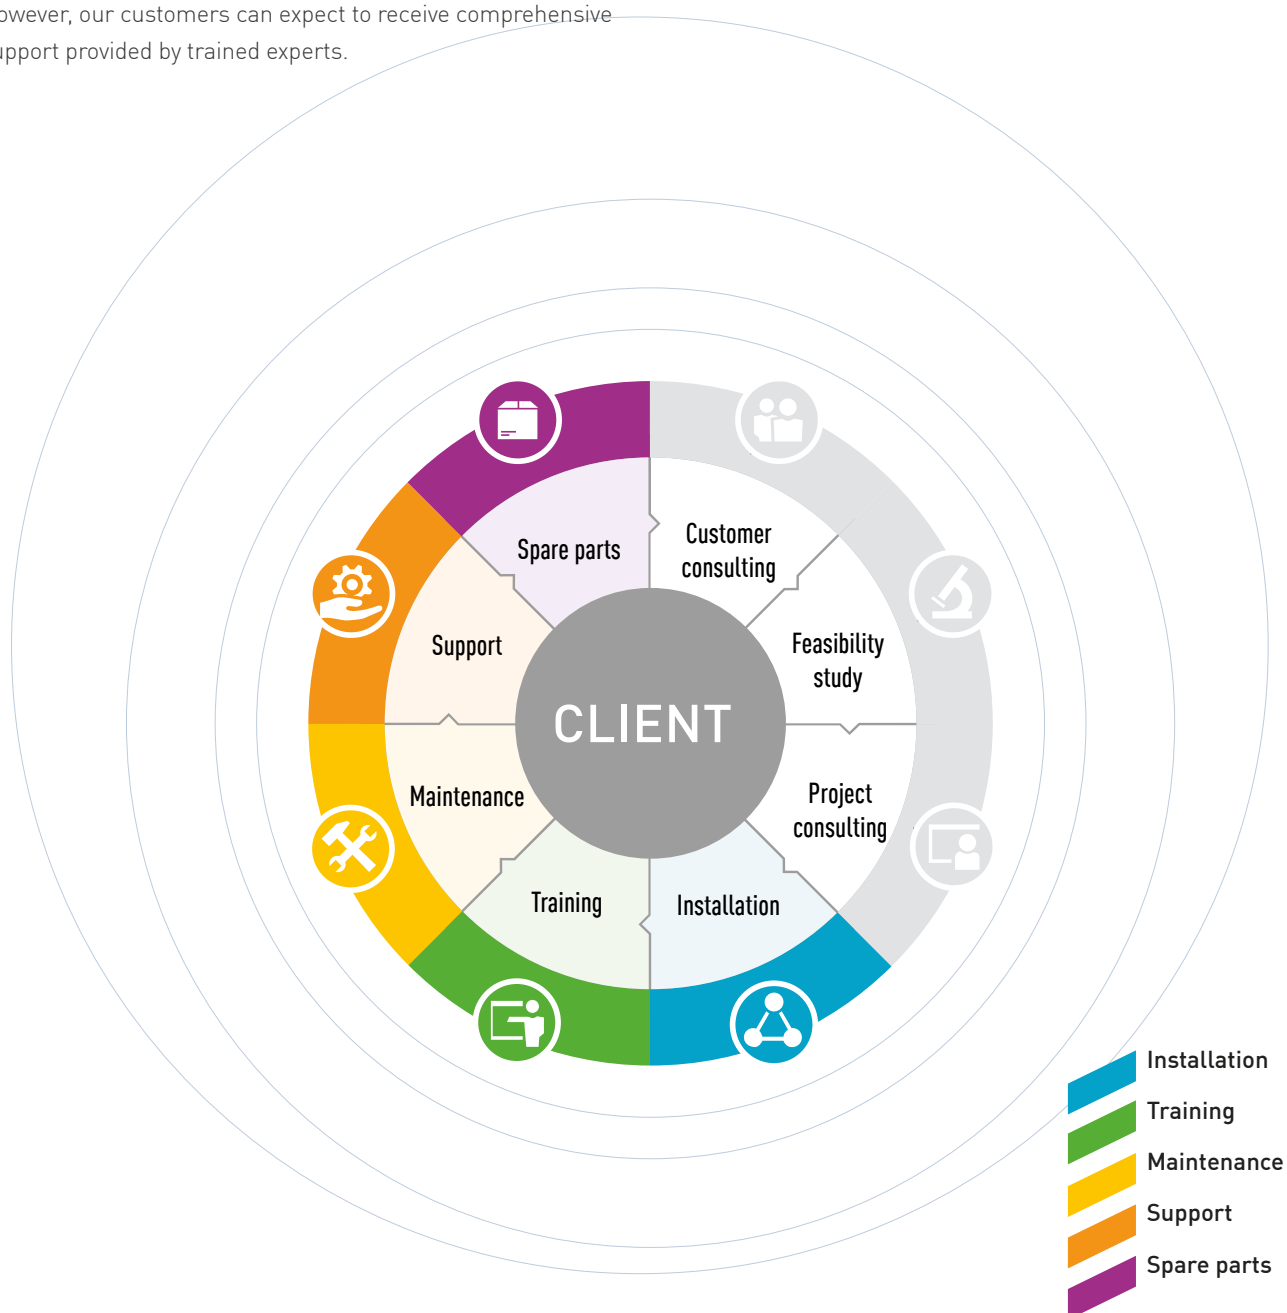 owever, our customers can expect to receive comprehensive
upport provided by trained experts.
Spare parts
Customer
consulting
Support
Feasibility
study
CLIENT
Maintenance
Project
consulting
Training
Installation
Installation
Training
Maintenance
Support
Spare parts